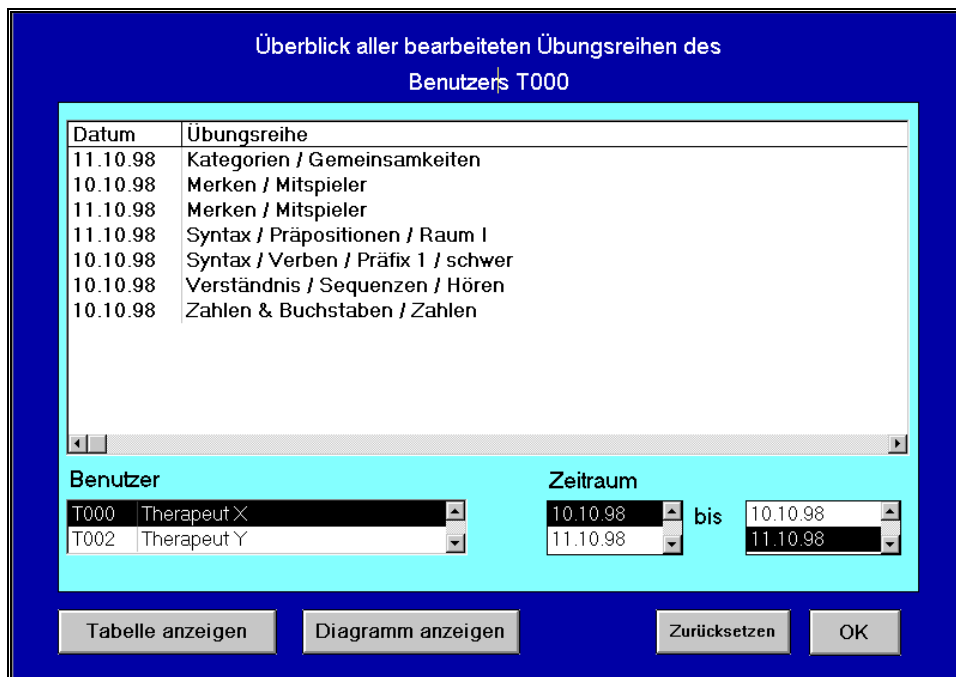 Überblick aller bearbeiteten Übungsreihen des
Benutzers T000
Datum Übungsreihe
11.10.98 Kategorien / Gemeinsamkeiten
10.10.98 Merken / Mitspieler
11.10.98 Merken / Mitspieler
11.10.98 Syntax / Präpositionen / Raum I
10.10.98 Syntax / Verben / Präfix 1 / schwer
10.10.98 Verständnis / Sequenzen / Hören
10.10.98 Zahlen & Buchstaben / Zahlen
Benutzer Zeitraum
T000 Therapeut X 10.10.98 bis 10.10.98
T002 Therapeut Y 11.10.98 11.10.98
Tabelle anzeigen Diagramm anzeigen Zurücksetzen OK